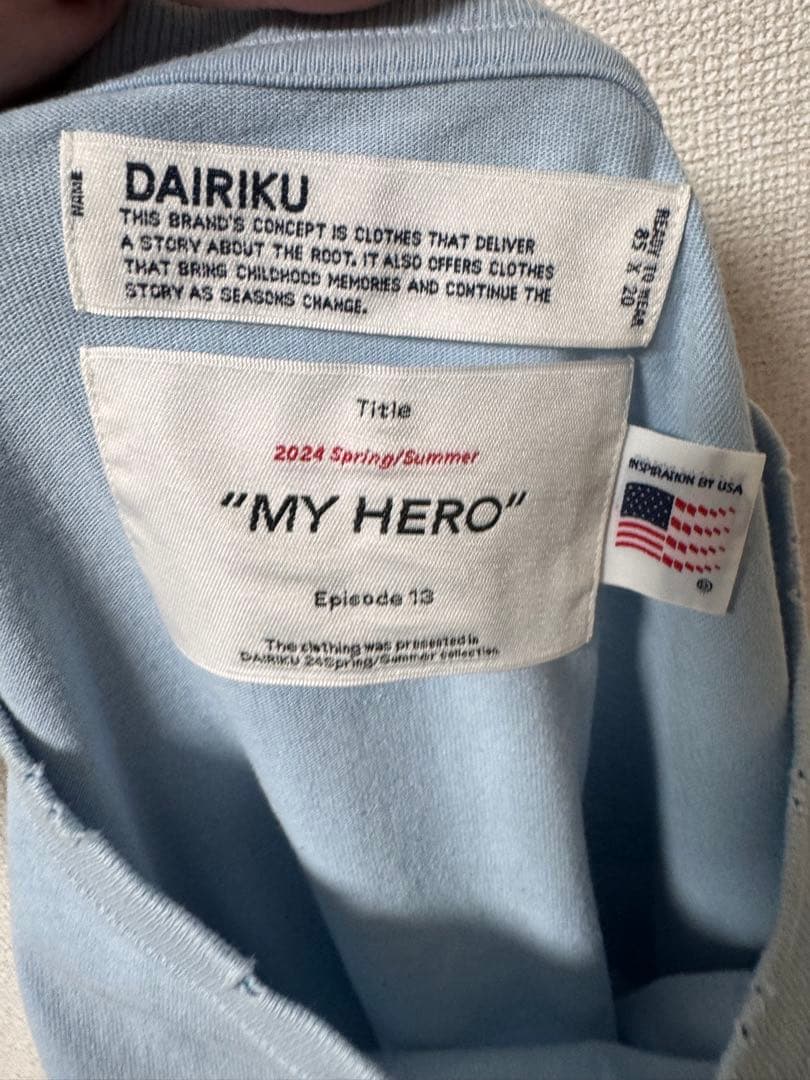 NAME
DAIRIKU
THIS BRAND'S CONCEPT IS CLOTHES THAT DELIVER
A STORY ABOUT THE ROOT. IT ALSO OFFERS CLOTHES
THAT BRING CHILDHOOD MEMORIES AND CONTINUE THE
STORY AS SEASONS CHANGE.
READY TO WEAR
85 X 20
Title
2024 Spring/Summer
"MY HERO"
Episode 13
The clothing was presented in
DAIRIKU 24Spring/Summer collection
INSPIRATION BY USA